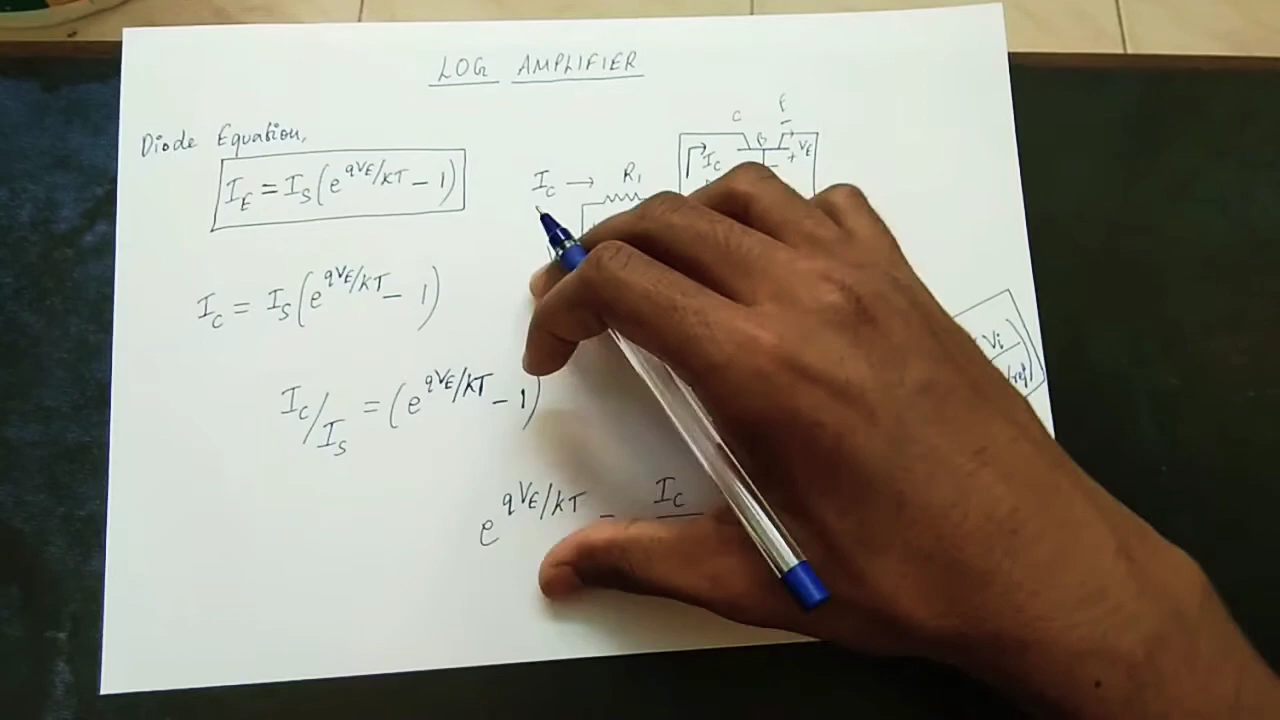 LOG AMPLIFIER
Diode Equation,
I_E = I_S (e^{qV_E/kT} - 1)
I_C = I_S (e^{qV_E/kT} - 1)
I_C/I_S = (e^{qV_E/kT} - 1)
e^{qV_E/kT} - I_C
I_C → R_1
C E
B
I_C + - V_E
Vi